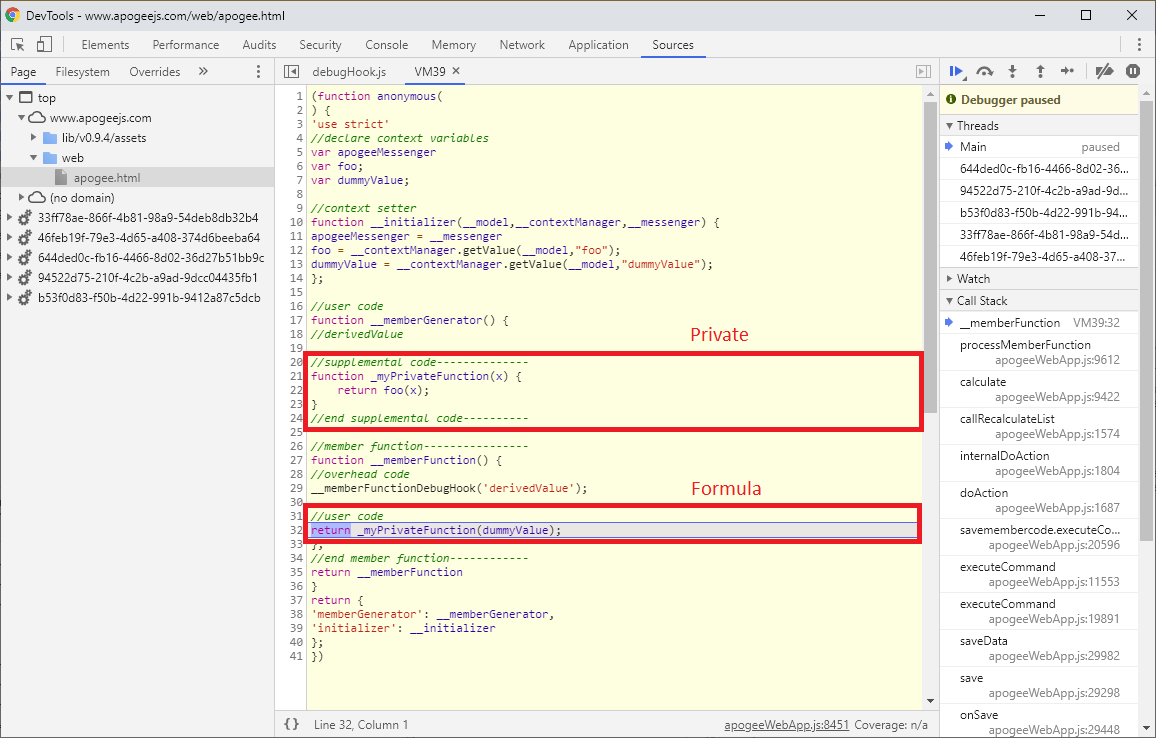 DevTools - www.apogeejs.com/web/apogee.html
Elements Performance Audits Security Console Memory Network Application Sources
Page Filesystem Overrides »
debugHook.js VM39 ×
top
www.apogeejs.com
lib/v0.9.4/assets
web
apogee.html
(no domain)
33ff78ae-866f-4b81-98a9-54deb8db32b4
46feb19f-79e3-4d65-a408-374d6beeba64
644ded0c-fb16-4466-8d02-36d27b51bb9c
94522d75-210f-4c2b-a9ad-9dcc04435fb1
b53f0d83-f50b-4d22-991b-9412a87c5dcb
1 (function anonymous(
2 ) {
3 'use strict'
4 //declare context variables
5 var apogeeMessenger
6 var foo;
7 var dummyValue;
8
9 //context setter
10 function __initializer(__model,__contextManager,__messenger) {
11 apogeeMessenger = __messenger
12 foo = __contextManager.getValue(__model,"foo");
13 dummyValue = __contextManager.getValue(__model,"dummyValue");
14 };
15
16 //user code
17 function __memberGenerator() {
18 //derivedValue
Private
19
20 //supplemental code--------------
21 function _myPrivateFunction(x) {
22 return foo(x);
23 }
24 //end supplemental code----------
25
26 //member function----------------
27 function __memberFunction() {
28 //overhead code
29 __memberFunctionDebugHook('derivedValue');
Formula
30
31 //user code
32 return _myPrivateFunction(dummyValue);
33 };
34 //end member function------------
35 return __memberFunction
36 }
37 return {
38 'memberGenerator': __memberGenerator,
39 'initializer': __initializer
40 };
41 })
{} Line 32, Column 1
apogeeWebApp.js:8451 Coverage: n/a
Debugger paused
Threads
Main paused
644ded0c-fb16-4466-8d02-36...
94522d75-210f-4c2b-a9ad-9d...
b53f0d83-f50b-4d22-991b-94...
33ff78ae-866f-4b81-98a9-54d...
46feb19f-79e3-4d65-a408-37...
Watch
Call Stack
__memberFunction VM39:32
processMemberFunction
apogeeWebApp.js:9612
calculate
apogeeWebApp.js:9422
callRecalculateList
apogeeWebApp.js:1574
internalDoAction
apogeeWebApp.js:1804
doAction
apogeeWebApp.js:1687
savemembercode.executeCo...
apogeeWebApp.js:20596
executeCommand
apogeeWebApp.js:11553
executeCommand
apogeeWebApp.js:19891
saveData
apogeeWebApp.js:29982
save
apogeeWebApp.js:29298
onSave
apogeeWebApp.js:29448